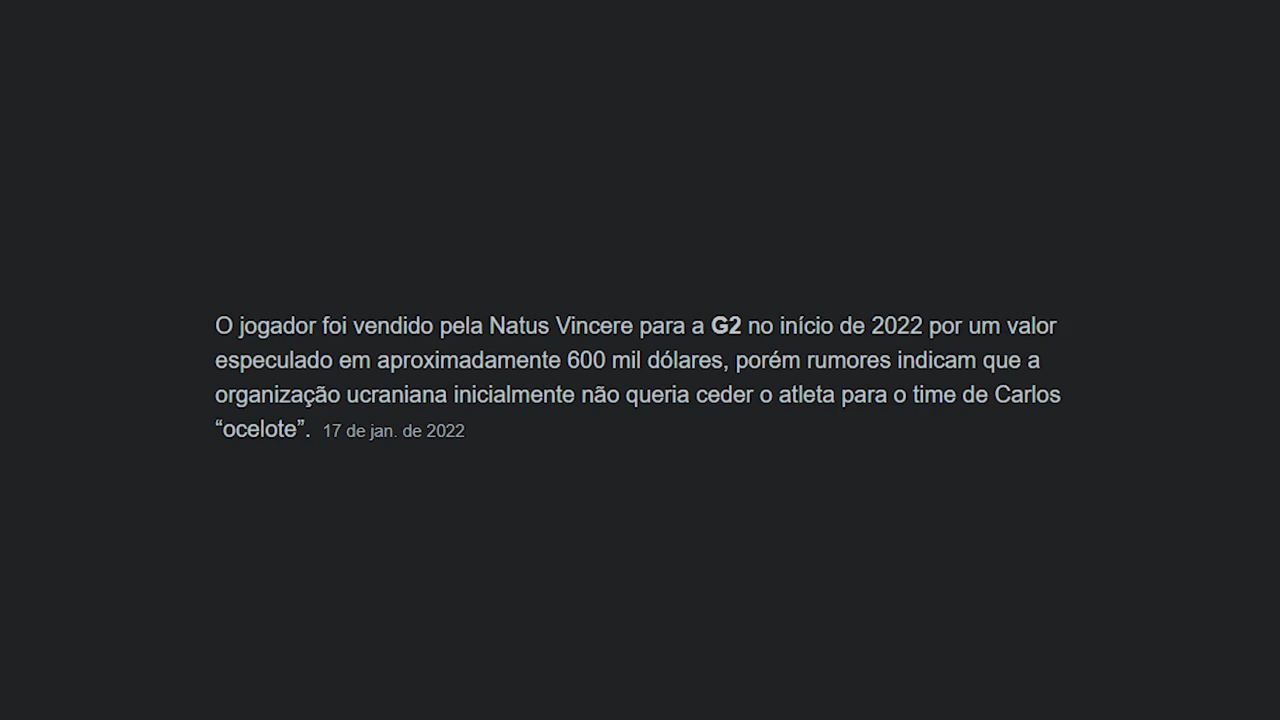 O jogador foi vendido pela Natus Vincere para a G2 no início de 2022 por um valor
especulado em aproximadamente 600 mil dólares, porém rumores indicam que a
organização ucraniana inicialmente não queria ceder o atleta para o time de Carlos
“ocelote”. 17 de jan. de 2022